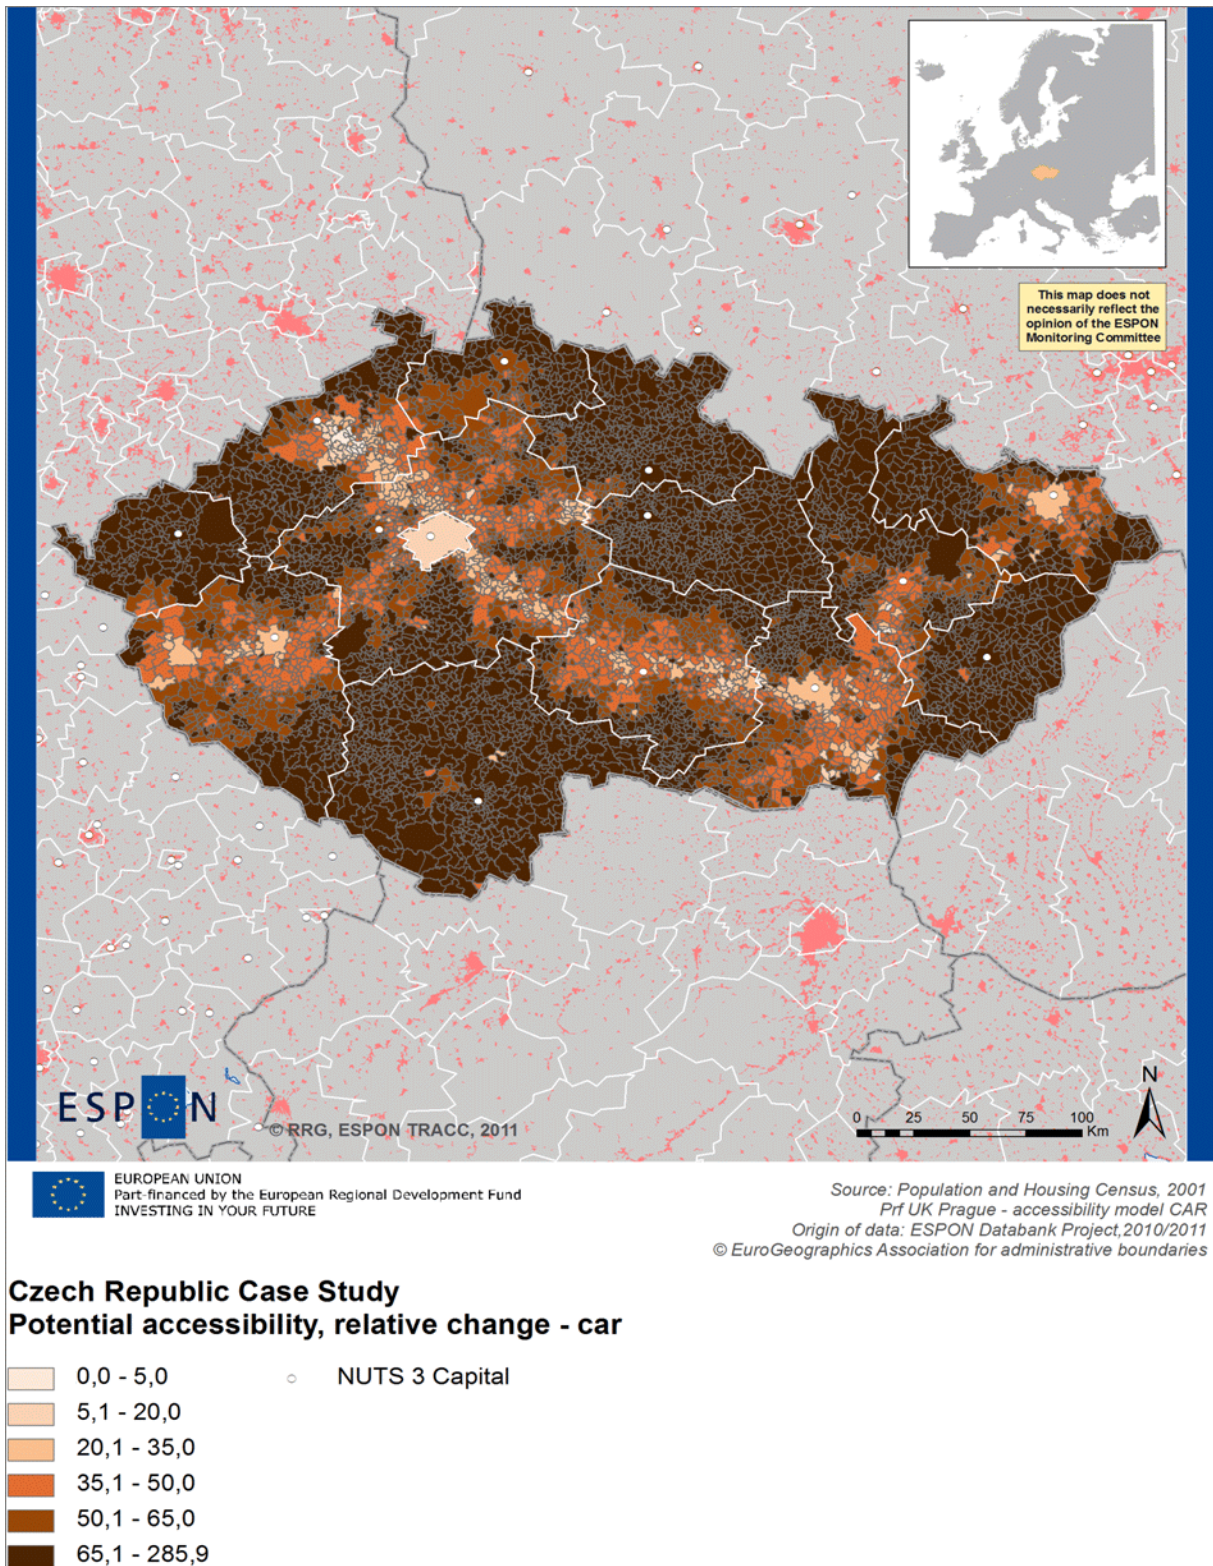 This map does not
necessarily reflect the
opinion of the ESPON
Monitoring Committee
ESPON
© RRG, ESPON TRACC, 2011
N
0 25 50 75 100
Km
EUROPEAN UNION
Part-financed by the European Regional Development Fund
INVESTING IN YOUR FUTURE
Source: Population and Housing Census, 2001
Prf UK Prague - accessibility model CAR
Origin of data: ESPON Databank Project,2010/2011
© EuroGeographics Association for administrative boundaries
Czech Republic Case Study
Potential accessibility, relative change - car
0,0 - 5,0
NUTS 3 Capital
5,1 - 20,0
20,1 - 35,0
35,1 - 50,0
50,1 - 65,0
65,1 - 285,9